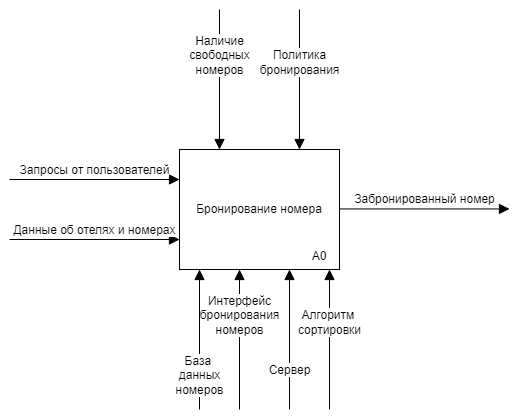 Наличие
свободных
номеров
Политика
бронирования
Запросы от пользователей
Данные об отелях и номерах
Бронирование номера
A0
Забронированный номер
Интерфейс
бронирования
номеров
Алгоритм
сортировки
База
данных
номеров
Сервер